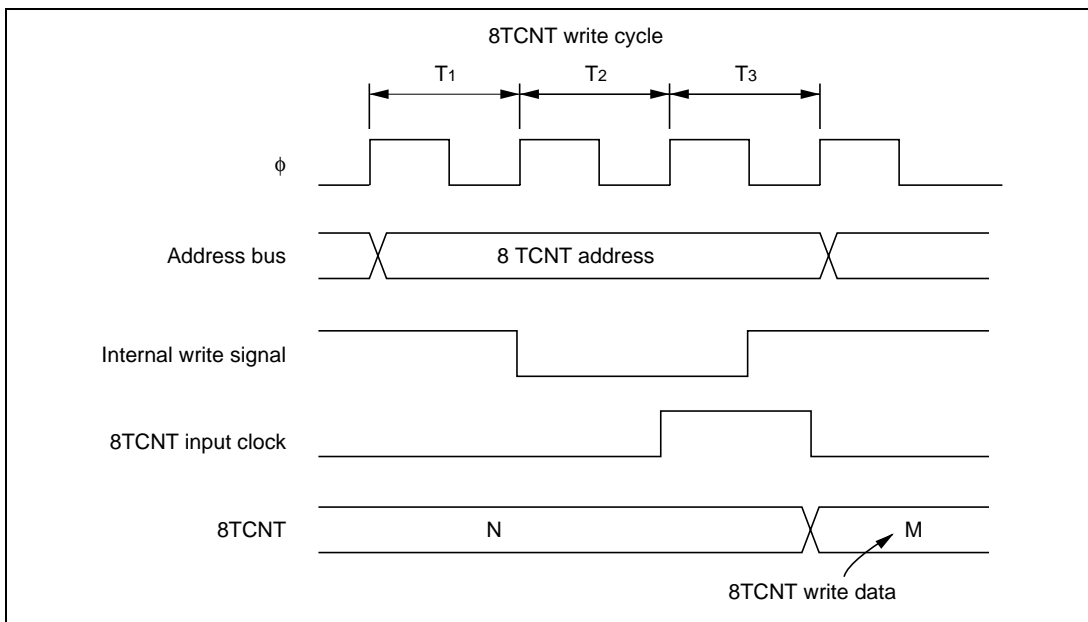 8TCNT write cycle
T1 T2 T3
φ
Address bus
8 TCNT address
Internal write signal
8TCNT input clock
8TCNT
N
M
8TCNT write data